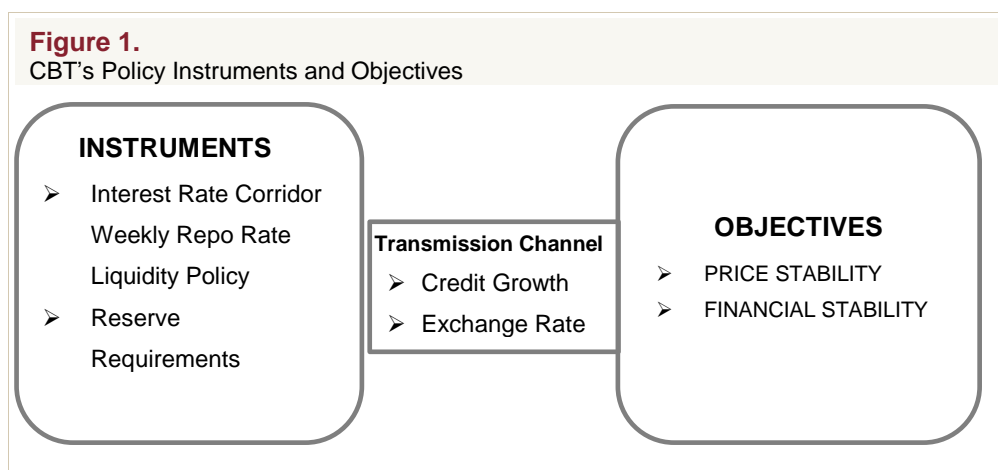 Figure 1.
CBT’s Policy Instruments and Objectives
INSTRUMENTS
➢ Interest Rate Corridor
Weekly Repo Rate
Liquidity Policy
➢ Reserve
Requirements
Transmission Channel
➢ Credit Growth
➢ Exchange Rate
OBJECTIVES
➢ PRICE STABILITY
➢ FINANCIAL STABILITY